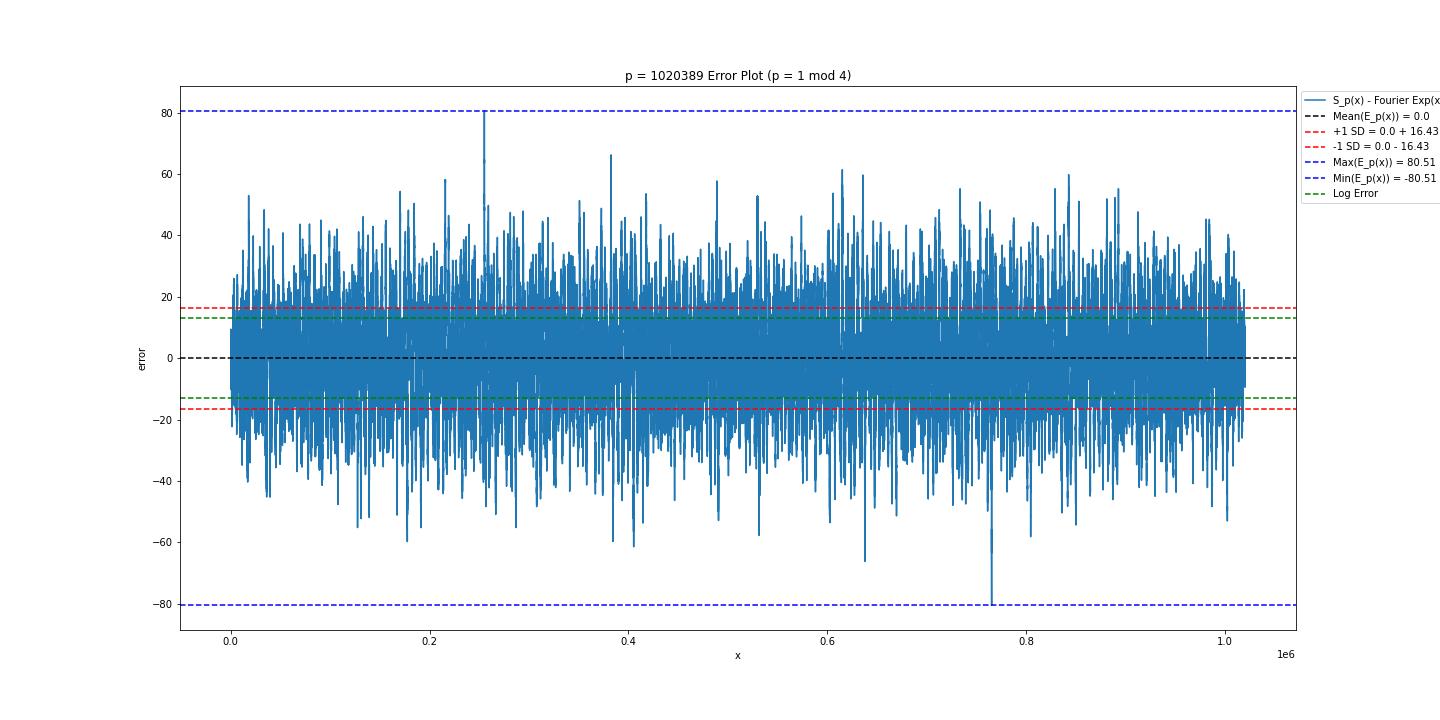 p = 1020389 Error Plot (p = 1 mod 4)
error
80
60
40
20
0
−20
−40
−60
−80
0.0 0.2 0.4 0.6 0.8 1.0
1e6
x
S_p(x) - Fourier Exp(x
Mean(E_p(x)) = 0.0
+1 SD = 0.0 + 16.43
-1 SD = 0.0 - 16.43
Max(E_p(x)) = 80.51
Min(E_p(x)) = -80.51
Log Error